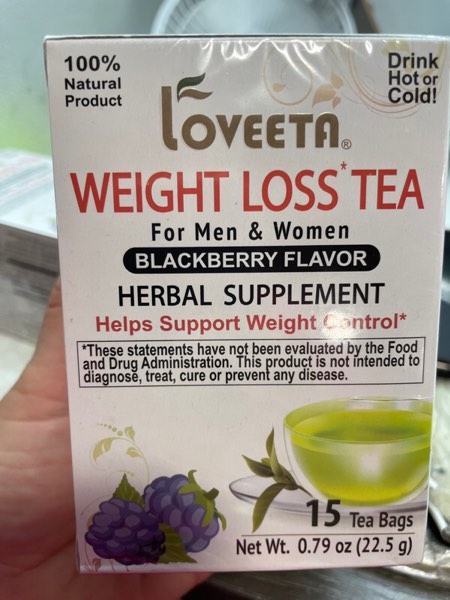 100%
Natural
Product
Drink
Hot or
Cold!
LOVEETA®
WEIGHT LOSS* TEA
For Men & Women
BLACKBERRY FLAVOR
HERBAL SUPPLEMENT
Helps Support Weight Control*
*These statements have not been evaluated by the Food
and Drug Administration. This product is not intended to
diagnose, treat, cure or prevent any disease.
15 Tea Bags
Net Wt. 0.79 oz (22.5 g)